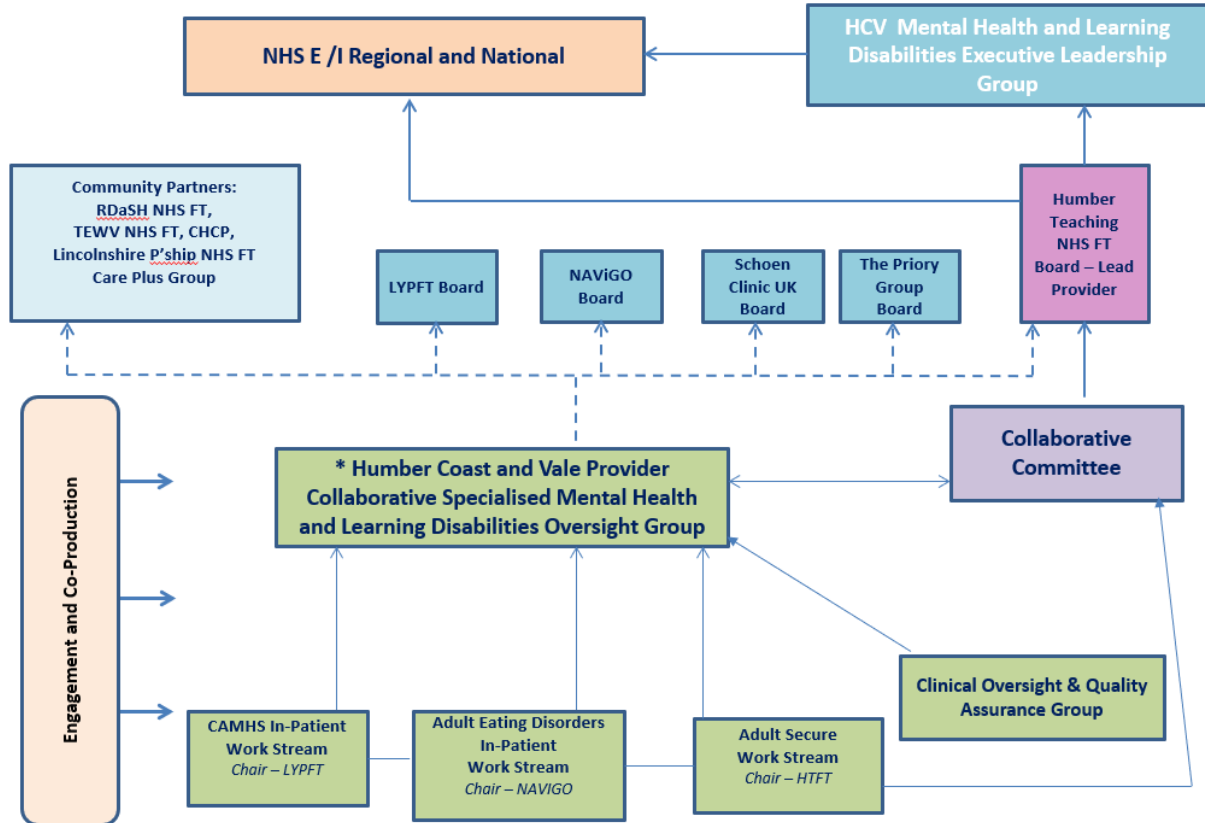 NHS E /I Regional and National
HCV  Mental Health and Learning
Disabilities Executive Leadership
Group
Community Partners:
RDaSH NHS FT,
TEWV NHS FT, CHCP,
Lincolnshire P’ship NHS FT
Care Plus Group
LYPFT Board
NAViGO
Board
Schoen
Clinic UK
Board
The Priory
Group
Board
Humber
Teaching
NHS FT
Board – Lead
Provider
Engagement and Co-Production
* Humber Coast and Vale Provider
Collaborative Specialised Mental Health
and Learning Disabilities Oversight Group
Collaborative
Committee
Clinical Oversight & Quality
Assurance Group
CAMHS In-Patient
Work Stream
Chair – LYPFT
Adult Eating Disorders
In-Patient
Work Stream
Chair – NAVIGO
Adult Secure
Work Stream
Chair – HTFT